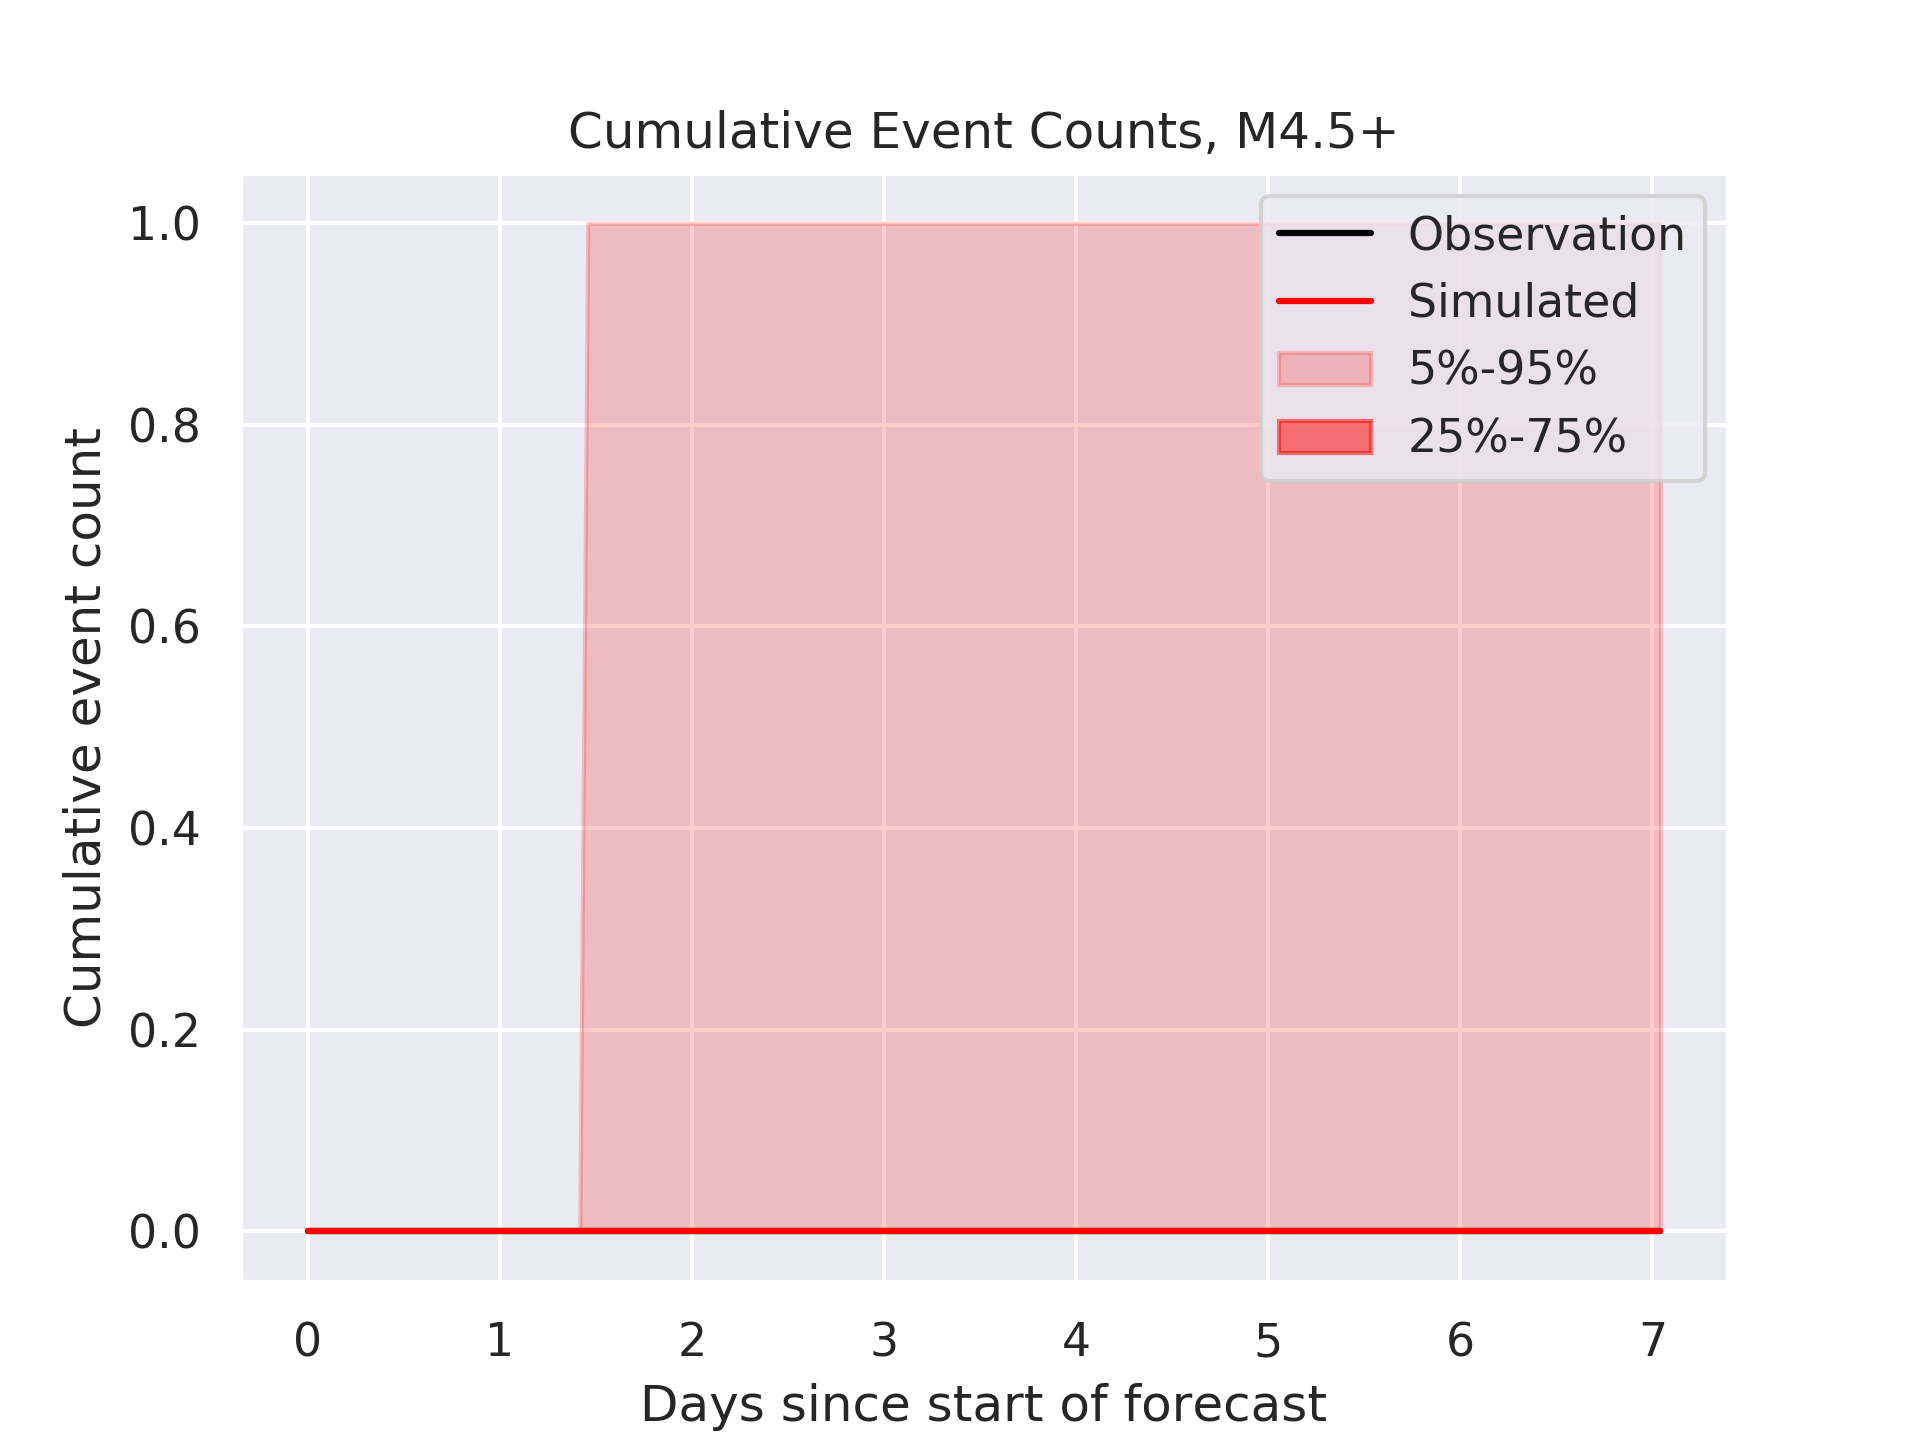 Cumulative Event Counts, M4.5+
Observation
Simulated
5%-95%
25%-75%
Cumulative event count
1.0
0.8
0.6
0.4
0.2
0.0
0 1 2 3 4 5 6 7
Days since start of forecast